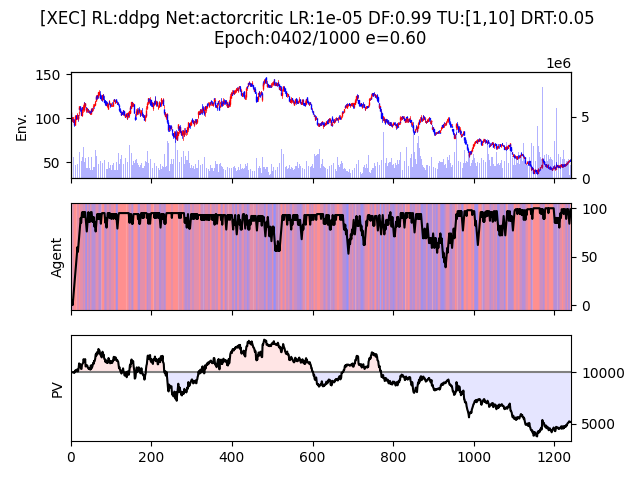 [XEC] RL:ddpg Net:actorcritic LR:1e-05 DF:0.99 TU:[1,10] DRT:0.05
Epoch:0402/1000 e=0.60
1e6
150
100
50
Env.
5
0
Agent
100
50
0
PV
10000
5000
0 200 400 600 800 1000 1200